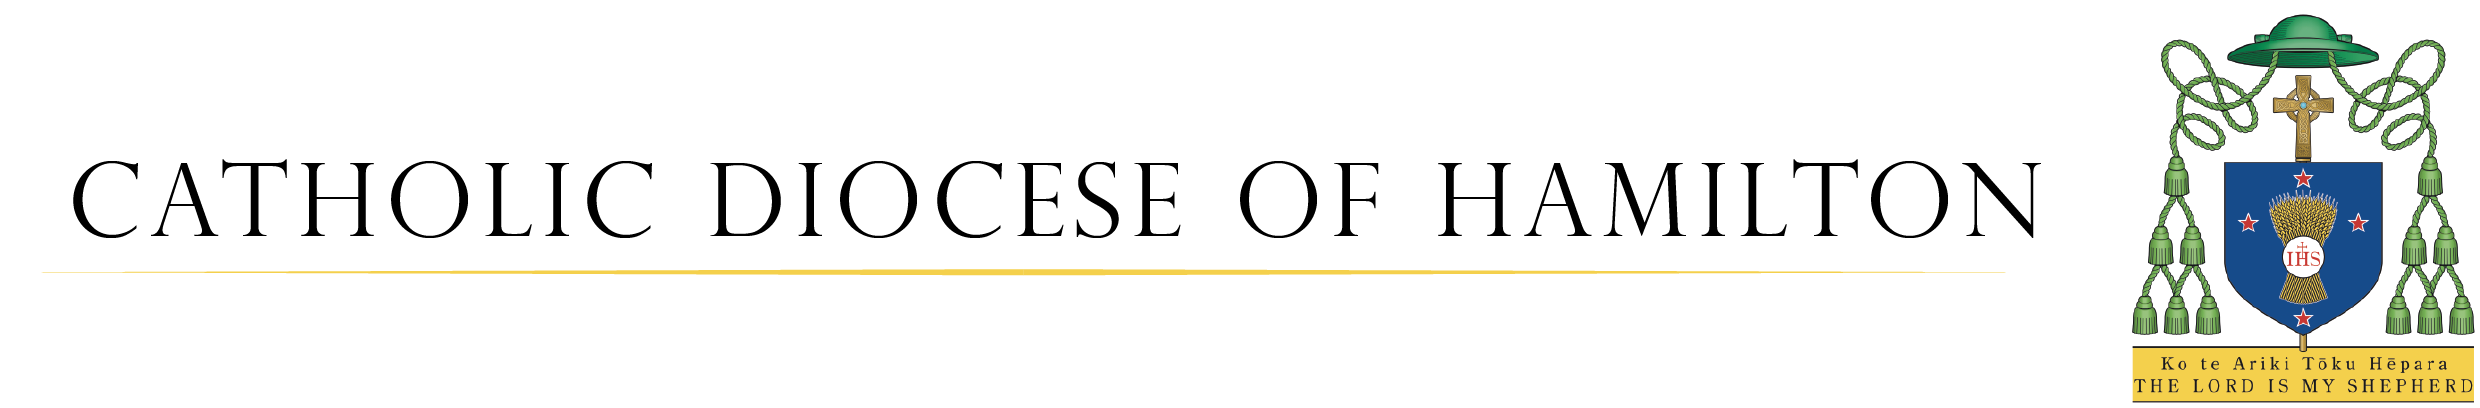 CATHOLIC DIOCESE OF HAMILTON
IHS
Ko te Ariki Tōku Hēpara
THE LORD IS MY SHEPHERD